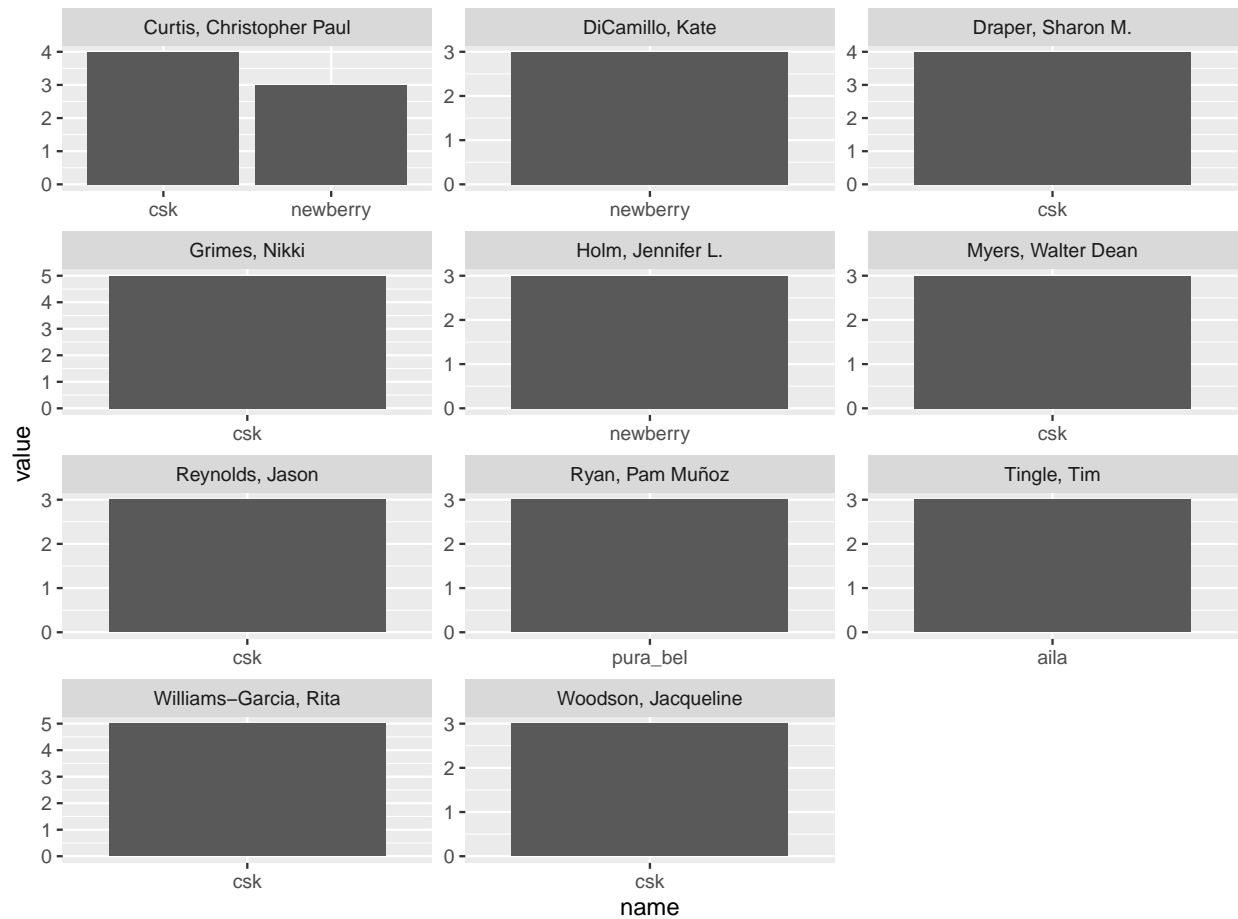 Curtis, Christopher Paul
DiCamillo, Kate
Draper, Sharon M.
4
3
2
1
0
3
2
1
0
4
3
2
1
0
csk
newberry
newberry
csk
Grimes, Nikki
Holm, Jennifer L.
Myers, Walter Dean
5
4
3
2
1
0
3
2
1
0
3
2
1
0
csk
newberry
csk
value
Reynolds, Jason
Ryan, Pam Muñoz
Tingle, Tim
3
2
1
0
3
2
1
0
3
2
1
0
csk
pura_bel
aila
Williams−Garcia, Rita
Woodson, Jacqueline
5
4
3
2
1
0
3
2
1
0
csk
csk
name